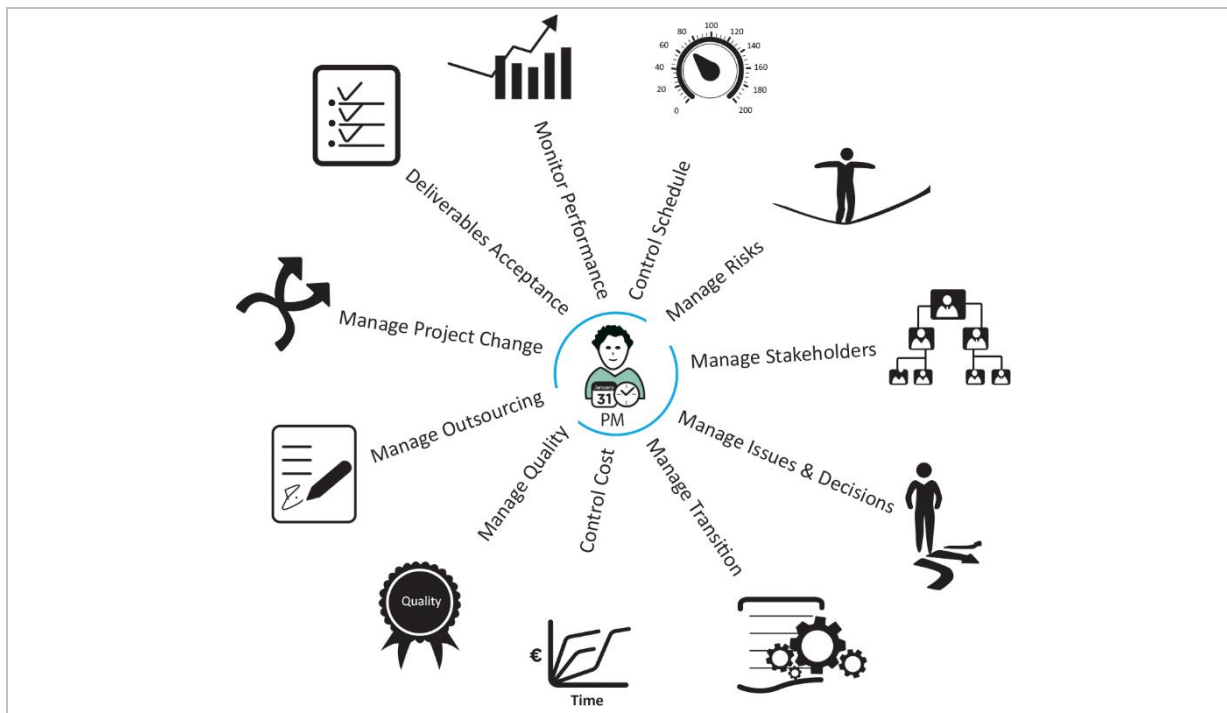 Monitor Performance
0
20
40
60
80
100
120
140
160
180
200
Control Schedule
Manage Risks
Manage Stakeholders
Manage Issues & Decisions
Manage Transition
Control Cost
€
Time
Manage Quality
Quality
Manage Outsourcing
Manage Project Change
Deliverables Acceptance
January
31
PM